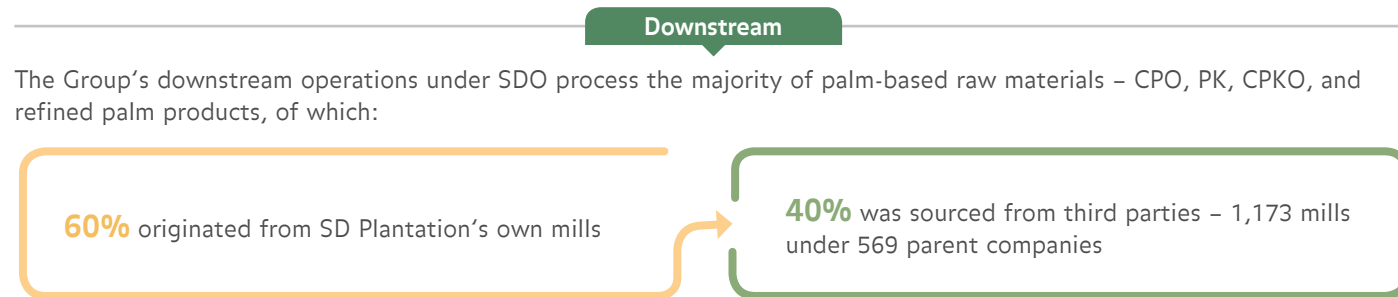 Downstream
The Group's downstream operations under SDO process the majority of palm-based raw materials – CPO, PK, CPKO, and
refined palm products, of which:
60% originated from SD Plantation's own mills
40% was sourced from third parties – 1,173 mills
under 569 parent companies